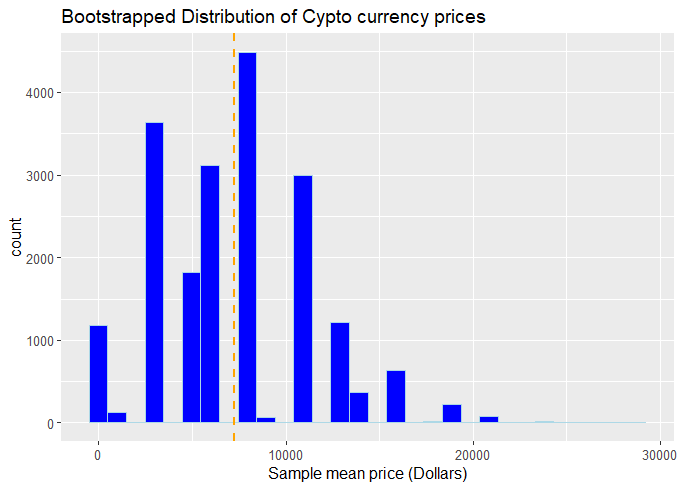 Bootstrapped Distribution of Cypto currency prices
4000
3000
2000
1000
0
count
0 10000 20000 30000
Sample mean price (Dollars)